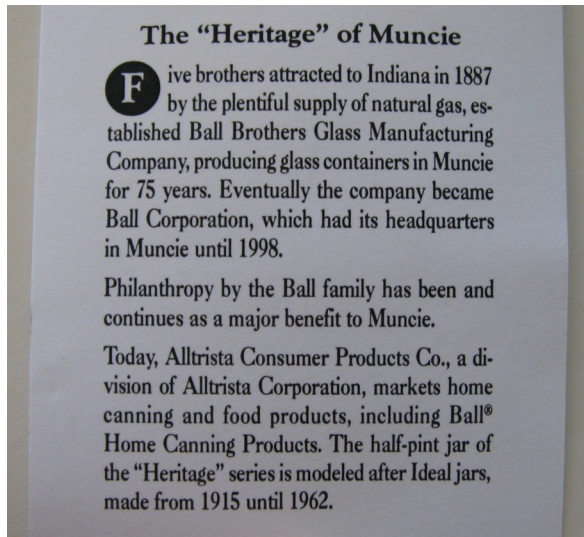 The “Heritage” of Muncie
Five brothers attracted to Indiana in 1887
by the plentiful supply of natural gas, es-
tablished Ball Brothers Glass Manufacturing
Company, producing glass containers in Muncie
for 75 years. Eventually the company became
Ball Corporation, which had its headquarters
in Muncie until 1998.
Philanthropy by the Ball family has been and
continues as a major benefit to Muncie.
Today, Alltrista Consumer Products Co., a di-
vision of Alltrista Corporation, markets home
canning and food products, including Ball®
Home Canning Products. The half-pint jar of
the “Heritage” series is modeled after Ideal jars,
made from 1915 until 1962.